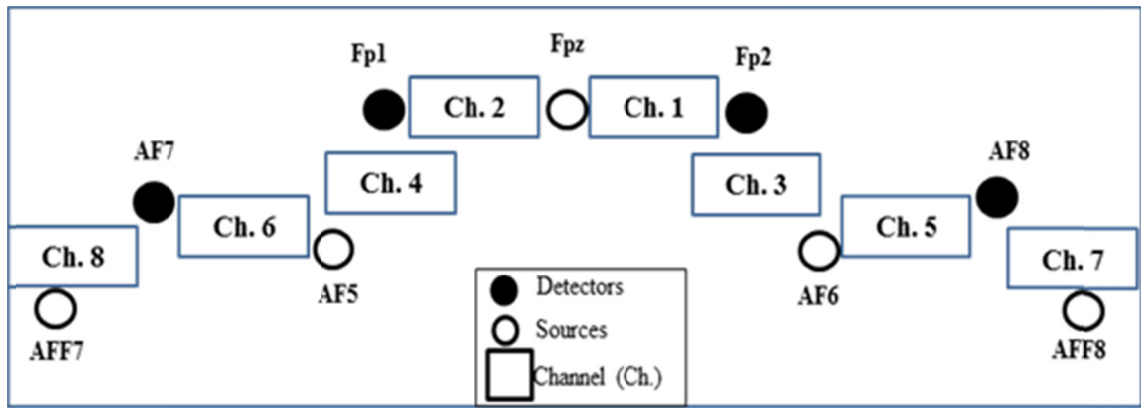 Fpz
Fp1
Fp2
Ch. 2
Ch. 1
AF7
AF8
Ch. 4
Ch. 3
Ch. 6
Ch. 5
Ch. 8
Ch. 7
AF5
AF6
AFF7
AFF8
Detectors
Sources
Channel (Ch.)